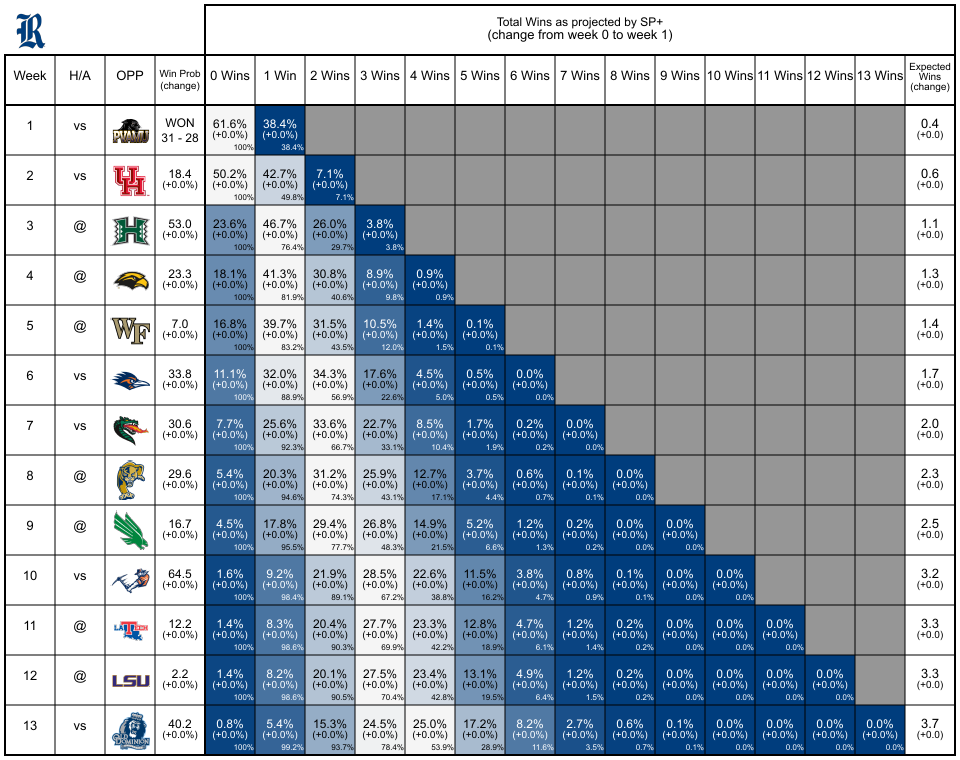 R
Total Wins as projected by SP+
(change from week 0 to week 1)
Week H/A OPP Win Prob (change) 0 Wins 1 Win 2 Wins 3 Wins 4 Wins 5 Wins 6 Wins 7 Wins 8 Wins 9 Wins 10 Wins 11 Wins 12 Wins 13 Wins Expected Wins (change)
1 vs PVAMU WON 61.6% 38.4% 0.4
31 - 28 (+0.0%) (+0.0%) (+0.0)
100% 38.4%
2 vs UH 18.4 50.2% 42.7% 7.1% 0.6
(+0.0%) (+0.0%) (+0.0%) (+0.0%) (+0.0)
100% 49.8% 7.1%
3 @ H 53.0 23.6% 46.7% 26.0% 3.8% 1.1
(+0.0%) (+0.0%) (+0.0%) (+0.0%) (+0.0%) (+0.0)
100% 76.4% 29.7% 3.8%
4 @ 23.3 18.1% 41.3% 30.8% 8.9% 0.9% 1.3
(+0.0%) (+0.0%) (+0.0%) (+0.0%) (+0.0%) (+0.0%) (+0.0)
100% 81.9% 40.6% 9.8% 0.9%
5 @ WF 7.0 16.8% 39.7% 31.5% 10.5% 1.4% 0.1% 1.4
(+0.0%) (+0.0%) (+0.0%) (+0.0%) (+0.0%) (+0.0%) (+0.0%) (+0.0)
100% 83.2% 43.5% 12.0% 1.5% 0.1%
6 vs 33.8 11.1% 32.0% 34.3% 17.6% 4.5% 0.5% 0.0% 1.7
(+0.0%) (+0.0%) (+0.0%) (+0.0%) (+0.0%) (+0.0%) (+0.0%) (+0.0%) (+0.0)
100% 88.9% 56.9% 22.6% 5.0% 0.5% 0.0%
7 vs 30.6 7.7% 25.6% 33.6% 22.7% 8.5% 1.7% 0.2% 0.0% 2.0
(+0.0%) (+0.0%) (+0.0%) (+0.0%) (+0.0%) (+0.0%) (+0.0%) (+0.0%) (+0.0%) (+0.0)
100% 92.3% 66.7% 33.1% 10.4% 1.9% 0.2% 0.0%
8 @ 29.6 5.4% 20.3% 31.2% 25.9% 12.7% 3.7% 0.6% 0.1% 0.0% 2.3
(+0.0%) (+0.0%) (+0.0%) (+0.0%) (+0.0%) (+0.0%) (+0.0%) (+0.0%) (+0.0%) (+0.0%) (+0.0)
100% 94.6% 74.3% 43.1% 17.1% 4.4% 0.7% 0.1% 0.0%
9 @ 16.7 4.5% 17.8% 29.4% 26.8% 14.9% 5.2% 1.2% 0.2% 0.0% 0.0% 2.5
(+0.0%) (+0.0%) (+0.0%) (+0.0%) (+0.0%) (+0.0%) (+0.0%) (+0.0%) (+0.0%) (+0.0%) (+0.0%) (+0.0)
100% 95.5% 77.7% 48.3% 21.5% 6.6% 1.3% 0.2% 0.0% 0.0%
10 vs 64.5 1.6% 9.2% 21.9% 28.5% 22.6% 11.5% 3.8% 0.8% 0.1% 0.0% 0.0% 3.2
(+0.0%) (+0.0%) (+0.0%) (+0.0%) (+0.0%) (+0.0%) (+0.0%) (+0.0%) (+0.0%) (+0.0%) (+0.0%) (+0.0%) (+0.0)
100% 98.4% 89.1% 67.2% 38.8% 16.2% 4.7% 0.9% 0.1% 0.0% 0.0%
11 @ LA TECH 12.2 1.4% 8.3% 20.4% 27.7% 23.3% 12.8% 4.7% 1.2% 0.2% 0.0% 0.0% 0.0% 3.3
(+0.0%) (+0.0%) (+0.0%) (+0.0%) (+0.0%) (+0.0%) (+0.0%) (+0.0%) (+0.0%) (+0.0%) (+0.0%) (+0.0%) (+0.0%) (+0.0)
100% 98.6% 90.3% 69.9% 42.2% 18.9% 6.1% 1.4% 0.2% 0.0% 0.0% 0.0%
12 @ LSU 2.2 1.4% 8.2% 20.1% 27.5% 23.4% 13.1% 4.9% 1.2% 0.2% 0.0% 0.0% 0.0% 0.0% 3.3
(+0.0%) (+0.0%) (+0.0%) (+0.0%) (+0.0%) (+0.0%) (+0.0%) (+0.0%) (+0.0%) (+0.0%) (+0.0%) (+0.0%) (+0.0%) (+0.0%) (+0.0)
100% 98.6% 90.5% 70.4% 42.8% 19.5% 6.4% 1.5% 0.2% 0.0% 0.0% 0.0% 0.0%
13 vs OLD DOMINION 40.2 0.8% 5.4% 15.3% 24.5% 25.0% 17.2% 8.2% 2.7% 0.6% 0.1% 0.0% 0.0% 0.0% 0.0% 3.7
(+0.0%) (+0.0%) (+0.0%) (+0.0%) (+0.0%) (+0.0%) (+0.0%) (+0.0%) (+0.0%) (+0.0%) (+0.0%) (+0.0%) (+0.0%) (+0.0%) (+0.0%) (+0.0)
100% 99.2% 93.7% 78.4% 53.9% 28.9% 11.6% 3.5% 0.7% 0.1% 0.0% 0.0% 0.0% 0.0%